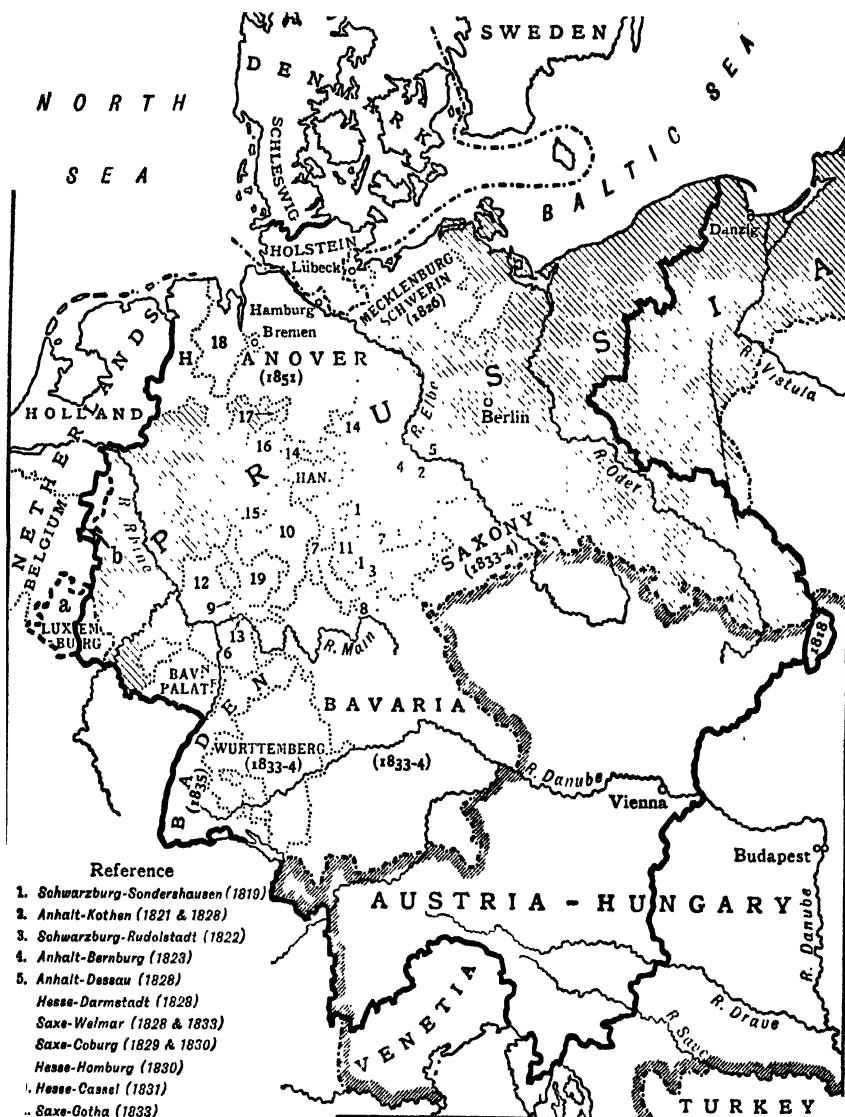 SWEDEN
DENMARK
NORTH
SEA
BALTIC SEA
SCHLESWIG
HOLSTEIN
Lübeck
2
Danzig
MECKLENBURG
SCHWERIN
(1826)
Hamburg
Bremen
18
HANOVER
(1851)
PRUSSIA
R. Vistula
NETHERLANDS
HOLLAND
R. Elbe
Berlin
17
14
16
14
5
4
2
HAN.
R. Oder
BELGIUM
R Rhine
15
10
1
7
11
7
1
3
SAXONY
(1833-4)
b
12
19
9
8
a
LUXEMBURG
13
6
R. Main
1818
BAVN
PALATE
BAVARIA
BADEN
(1835)
WURTTEMBERG
(1833-4)
(1833-4)
R. Danube
Vienna
Budapest
AUSTRIA-HUNGARY
R. Danube
R. Drave
R. Save
VENETIA
TURKEY
Reference
1. Schwarzburg-Sondershausen (1819)
2. Anhalt-Kothen (1821 & 1828)
3. Schwarzburg-Rudolstadt (1822)
4. Anhalt-Bernburg (1823)
5. Anhalt-Dessau (1828)
Hesse-Darmstadt (1828)
Saxe-Weimar (1828 & 1833)
Saxe-Coburg (1829 & 1830)
Hesse-Homburg (1830)
Hesse-Cassel (1831)
Saxe-Gotha (1833)